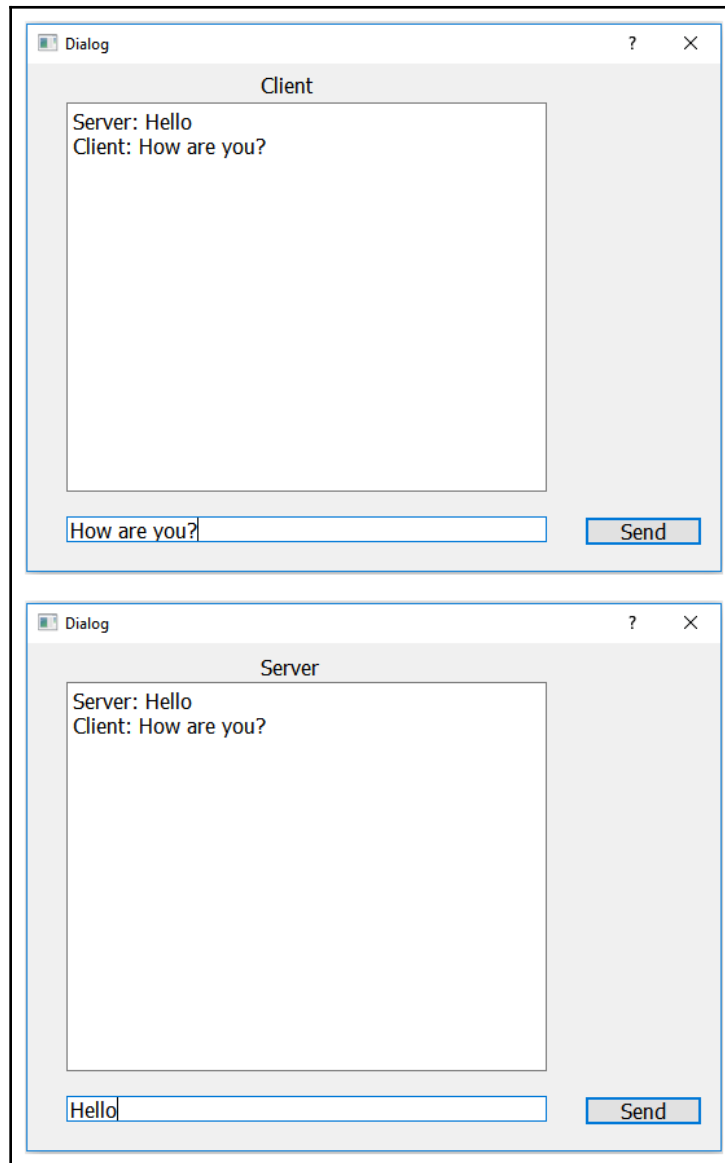 Dialog ?
Client
Server: Hello
Client: How are you?
How are you? Send
Dialog ?
Server
Server: Hello
Client: How are you?
Hello Send